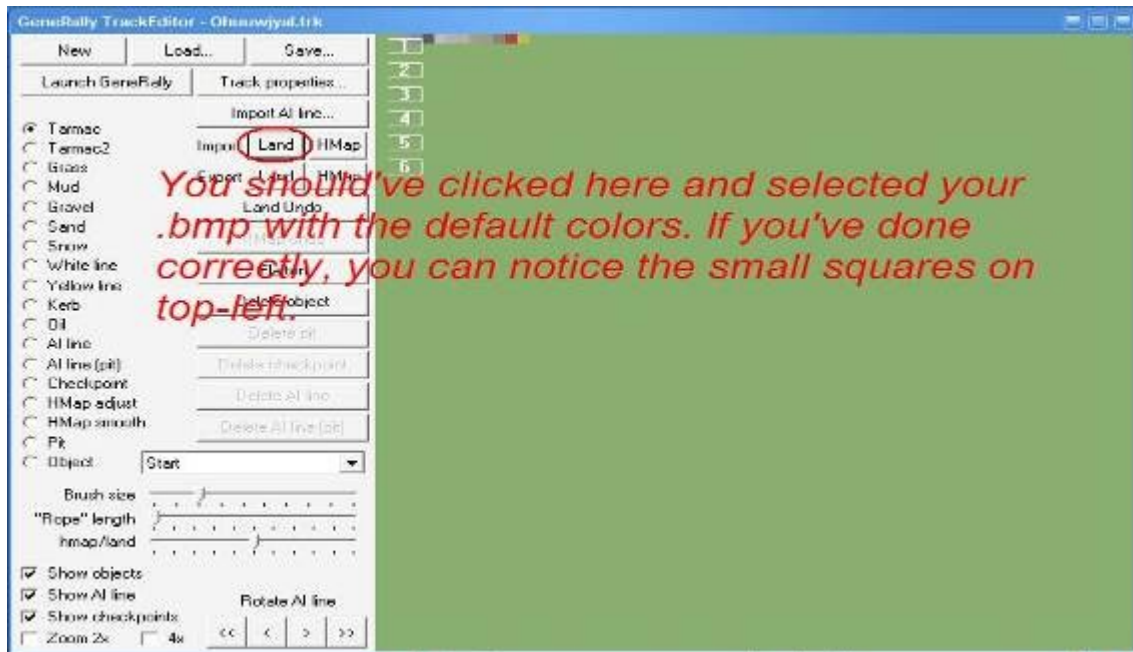 GeneRally TrackEditor -
New Load... Save...
Launch GeneRally Track properties...
Import AI line...
Tarmac
Tarmac2 Import Land HMap
Grass Export Land HMap
Mud
Gravel Land Undo
Sand
Snow
White line
Yellow line
Kerb Delete object
Oil Delete pit
AI line
AI line (pit) Delete checkpoint
Checkpoint
HMap adjust Delete AI line
HMap smooth Delete AI line (pit)
Pit
Object Start
Brush size
"Rope" length
hmap/land
Show objects
Show AI line Rotate AI line
Show checkpoints
Zoom 2x 4x << < > >>
1
2
3
4
5
6
You should've clicked here and selected your
.bmp with the default colors. If you've done
correctly, you can notice the small squares on
top-left.